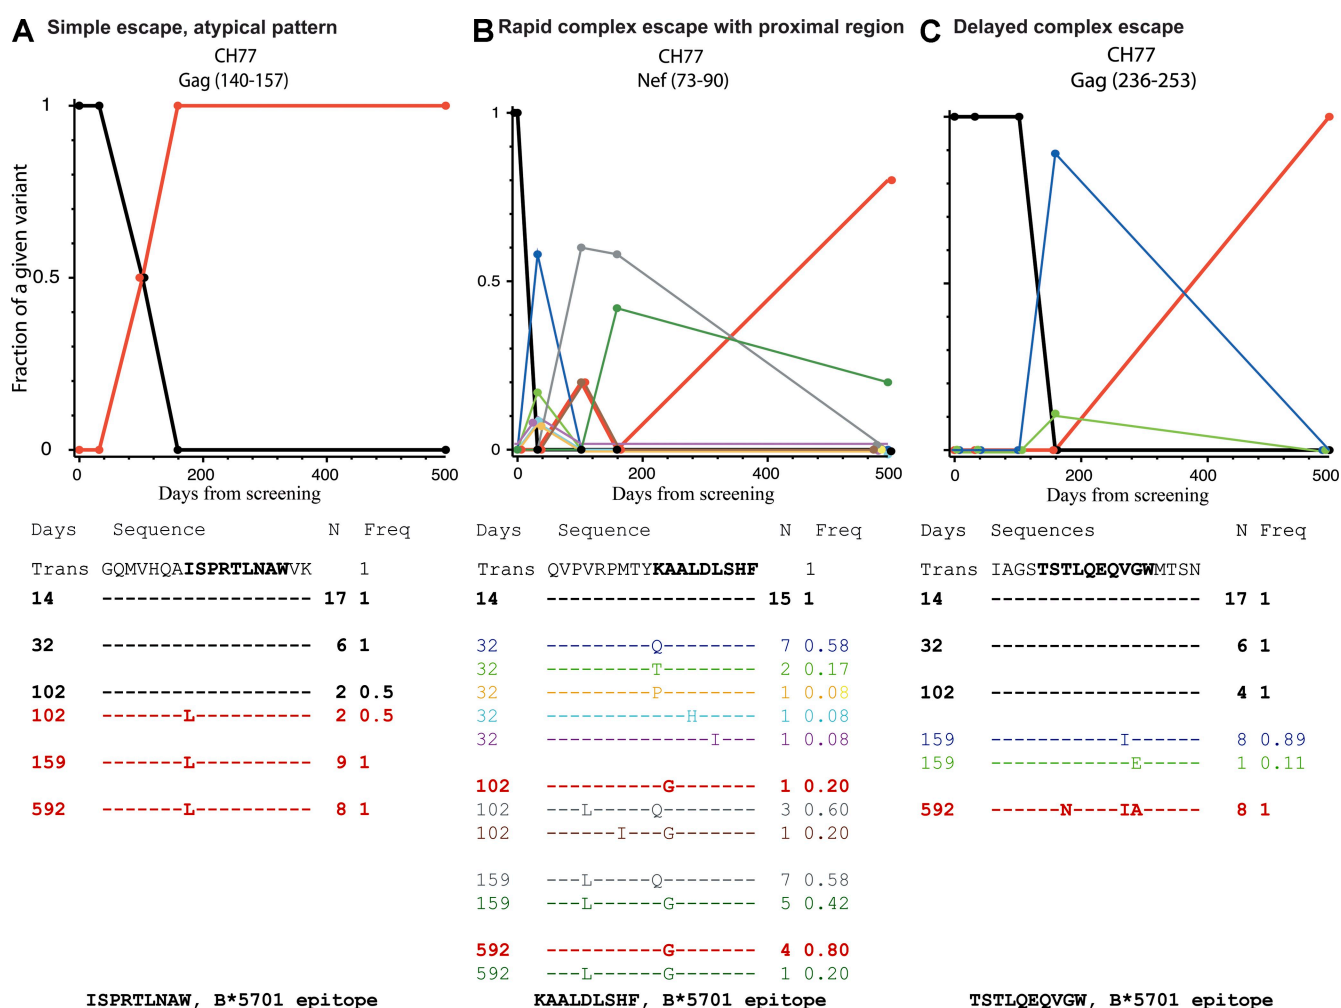 A Simple escape, atypical pattern
CH77
Gag (140-157)
Fraction of a given variant
1
0.5
0
0 200 400 500
Days from screening
Days Sequence N Freq
Trans GQMVHQAISPRTLNAWVK 1
14 ------------------ 17 1
32 ------------------ 6 1
102 ------------------ 2 0.5
102 -------L---------- 2 0.5
159 -------L---------- 9 1
592 -------L---------- 8 1
ISPRTLNAW, B*5701 epitope
B Rapid complex escape with proximal region
CH77
Nef (73-90)
1
0.5
0
0 200 400 500
Days from screening
Days Sequence N Freq
Trans QVPVRPMTYKAALDLSHF 1
14 ------------------ 15 1
32 ---------Q-------- 7 0.58
32 ---------T-------- 2 0.17
32 ---------P-------- 1 0.08
32 ------------H----- 1 0.08
32 --------------I--- 1 0.08
102 ----------G------- 1 0.20
102 ---L-----Q-------- 3 0.60
102 ------I---G------- 1 0.20
159 ---L-----Q-------- 7 0.58
159 ---L------G------- 5 0.42
592 ----------G------- 4 0.80
592 ---L------G------- 1 0.20
KAALDLSHF, B*5701 epitope
C Delayed complex escape
CH77
Gag (236-253)
0 200 400 500
Days from screening
Days Sequences N Freq
Trans IAGSTSTLQEQVGWMTSN 1
14 ------------------ 17 1
32 ------------------ 6 1
102 ------------------ 4 1
159 -----------I------ 8 0.89
159 ------------E----- 1 0.11
592 ------N----IA----- 8 1
TSTLQEQVGW, B*5701 epitope